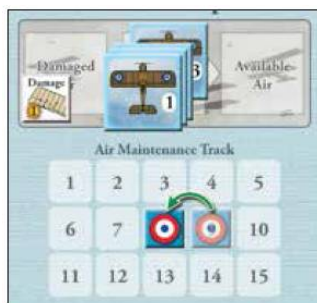 Damaged
Damage
1
1
Available
Air
Air Maintenance Track
1 2 3 4 5
6 7 10
11 12 13 14 15